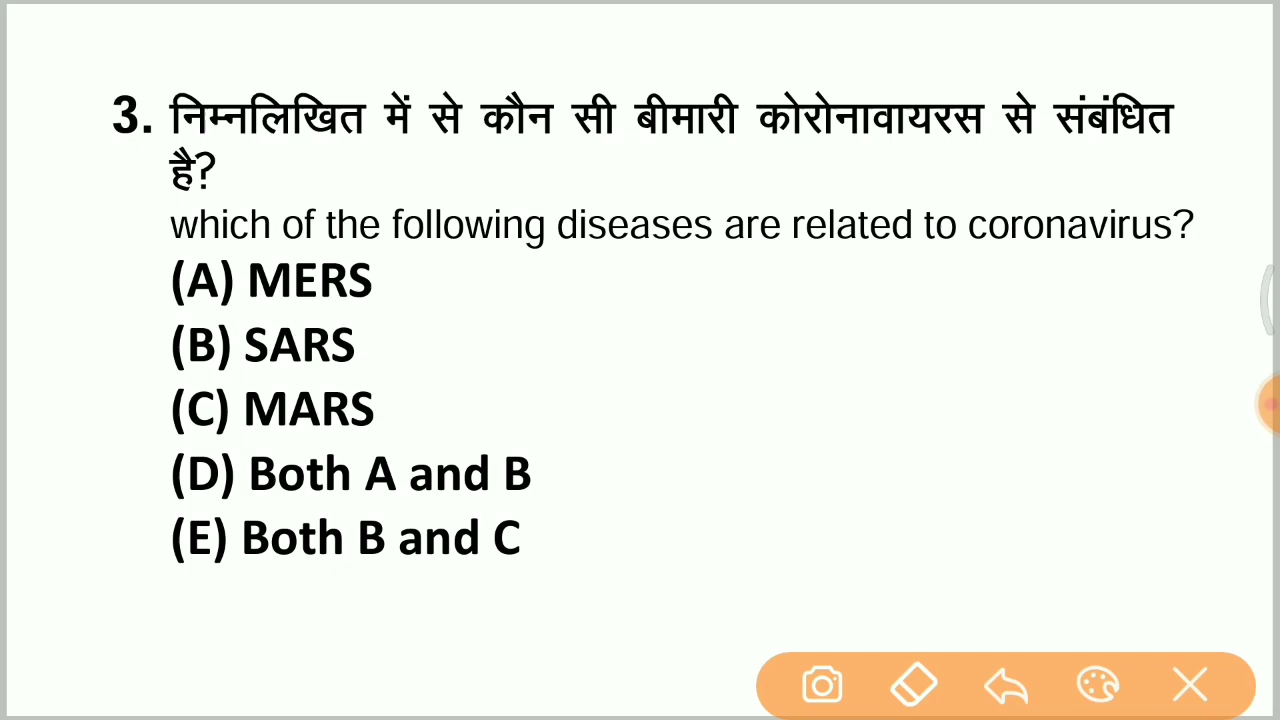 3. निम्नलिखित में से कौन सी बीमारी कोरोनावायरस से संबंधित
है?
which of the following diseases are related to coronavirus?
(A) MERS
(B) SARS
(C) MARS
(D) Both A and B
(E) Both B and C